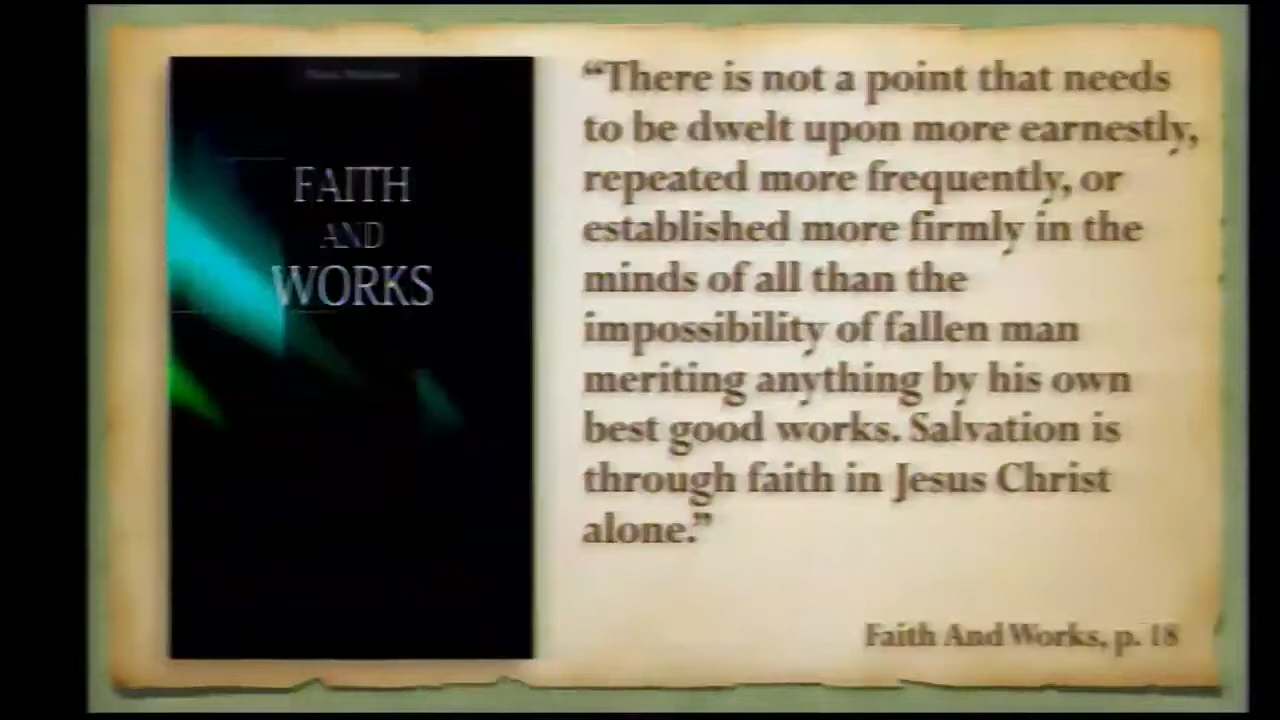 FAITH
AND
WORKS
“There is not a point that needs
to be dwelt upon more earnestly,
repeated more frequently, or
established more firmly in the
minds of all than the
impossibility of fallen man
meriting anything by his own
best good works. Salvation is
through faith in Jesus Christ
alone.”
Faith And Works, p. 18